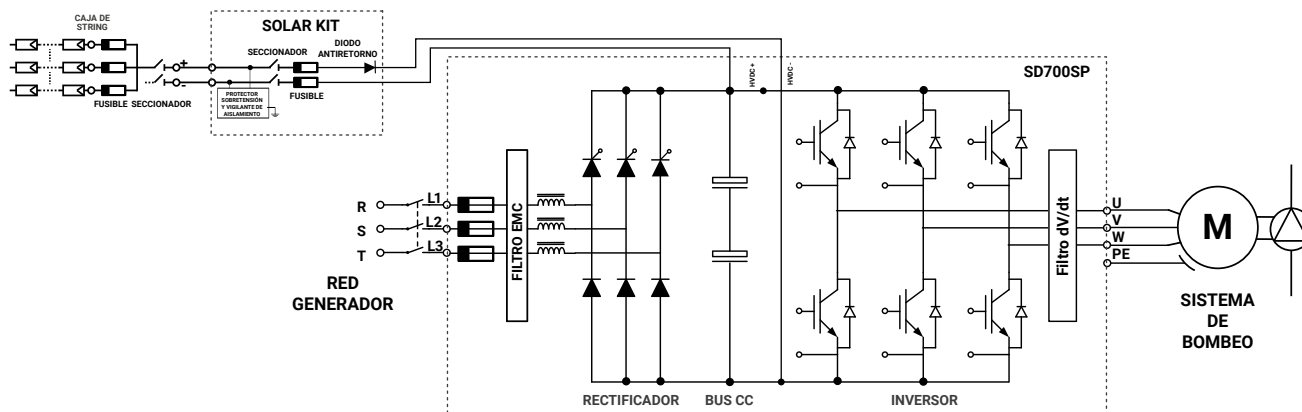 CAJA DE
STRING
SOLAR KIT
SECCIONADOR
DIODO
ANTIRETORNO
+
-
FUSIBLE SECCIONADOR
PROTECTOR
SOBRETENSIÓN
Y VIGILANTE DE
AISLAMIENTO
FUSIBLE
HVDC +
HVDC -
SD700SP
R
S
T
L1
L2
L3
RED
GENERADOR
FILTRO EMC
Filtro dV/dt
U
V
W
PE
M
SISTEMA
DE
BOMBEO
RECTIFICADOR
BUS CC
INVERSOR